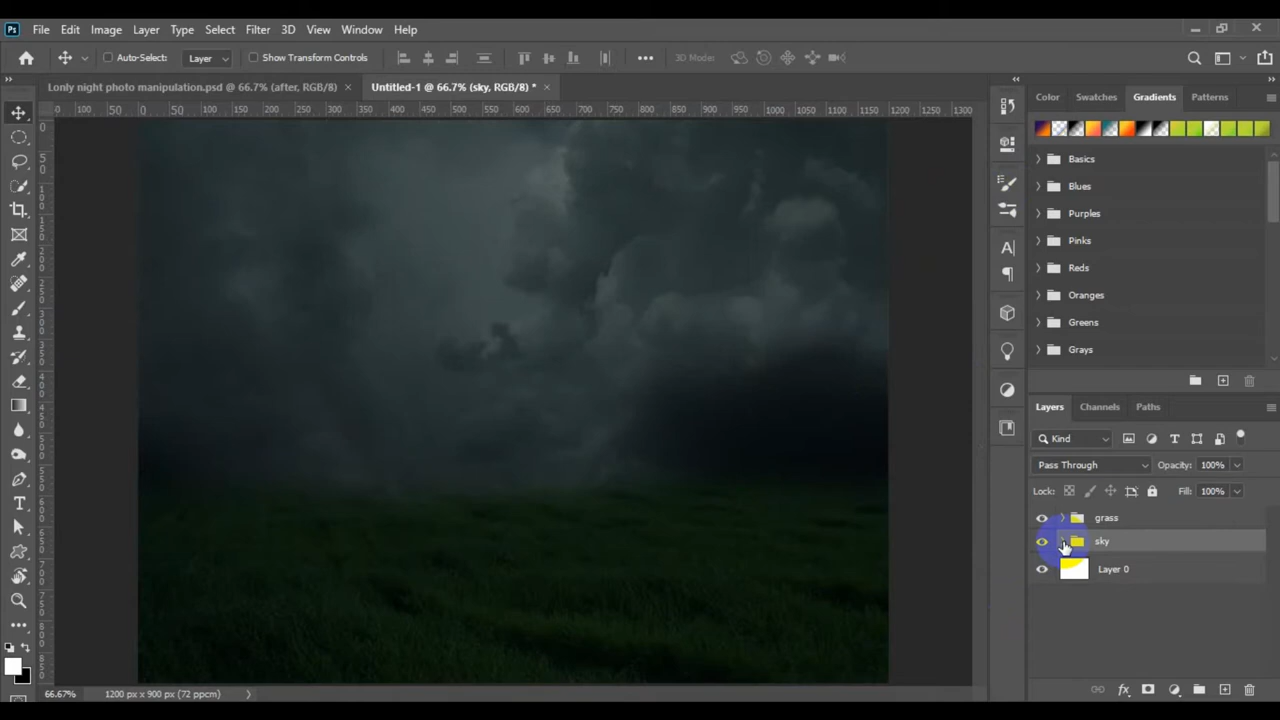 Ps File Edit Image Layer Type Select Filter 3D View Window Help
Auto-Select: Layer Show Transform Controls 3D Mode:
Lonly night photo manipulation.psd @ 66.7% (after, RGB/8) × Untitled-1 @ 66.7% (sky, RGB/8) * ×
Color Swatches Gradients Patterns
Basics
Blues
Purples
Pinks
Reds
Oranges
Greens
Grays
Layers Channels Paths
Kind
Pass Through Opacity: 100%
Lock: Fill: 100%
grass
sky
Layer 0
66.67% 1200 px x 900 px (72 ppcm)